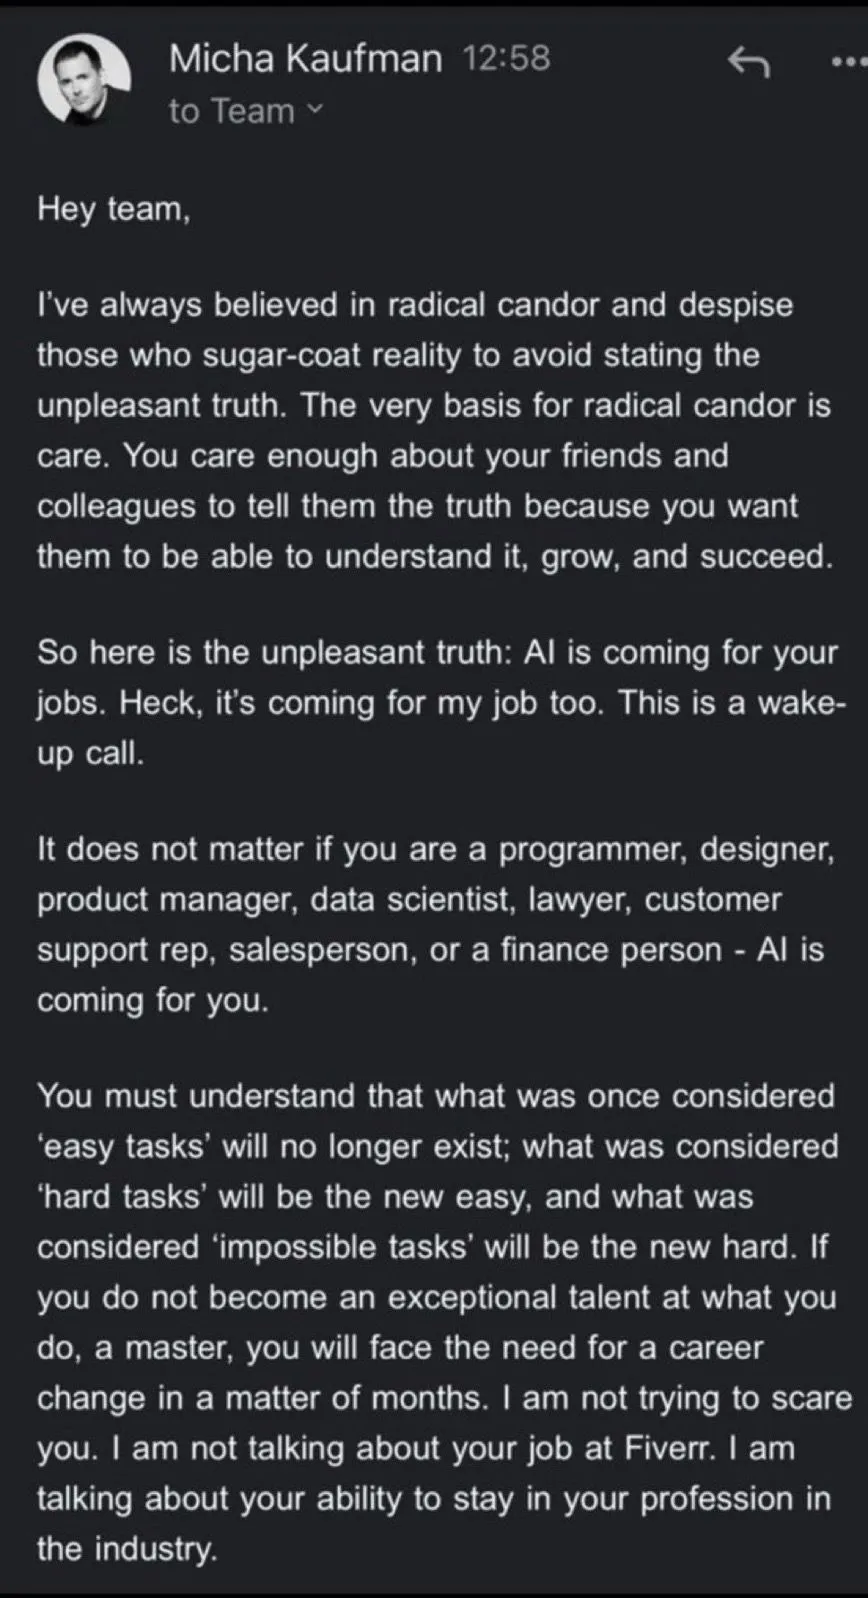 Micha Kaufman 12:58
to Team
Hey team,
I've always believed in radical candor and despise
those who sugar-coat reality to avoid stating the
unpleasant truth. The very basis for radical candor is
care. You care enough about your friends and
colleagues to tell them the truth because you want
them to be able to understand it, grow, and succeed.
So here is the unpleasant truth: AI is coming for your
jobs. Heck, it's coming for my job too. This is a wake-
up call.
It does not matter if you are a programmer, designer,
product manager, data scientist, lawyer, customer
support rep, salesperson, or a finance person - AI is
coming for you.
You must understand that what was once considered
‘easy tasks’ will no longer exist; what was considered
‘hard tasks’ will be the new easy, and what was
considered ‘impossible tasks’ will be the new hard. If
you do not become an exceptional talent at what you
do, a master, you will face the need for a career
change in a matter of months. I am not trying to scare
you. I am not talking about your job at Fiverr. I am
talking about your ability to stay in your profession in
the industry.